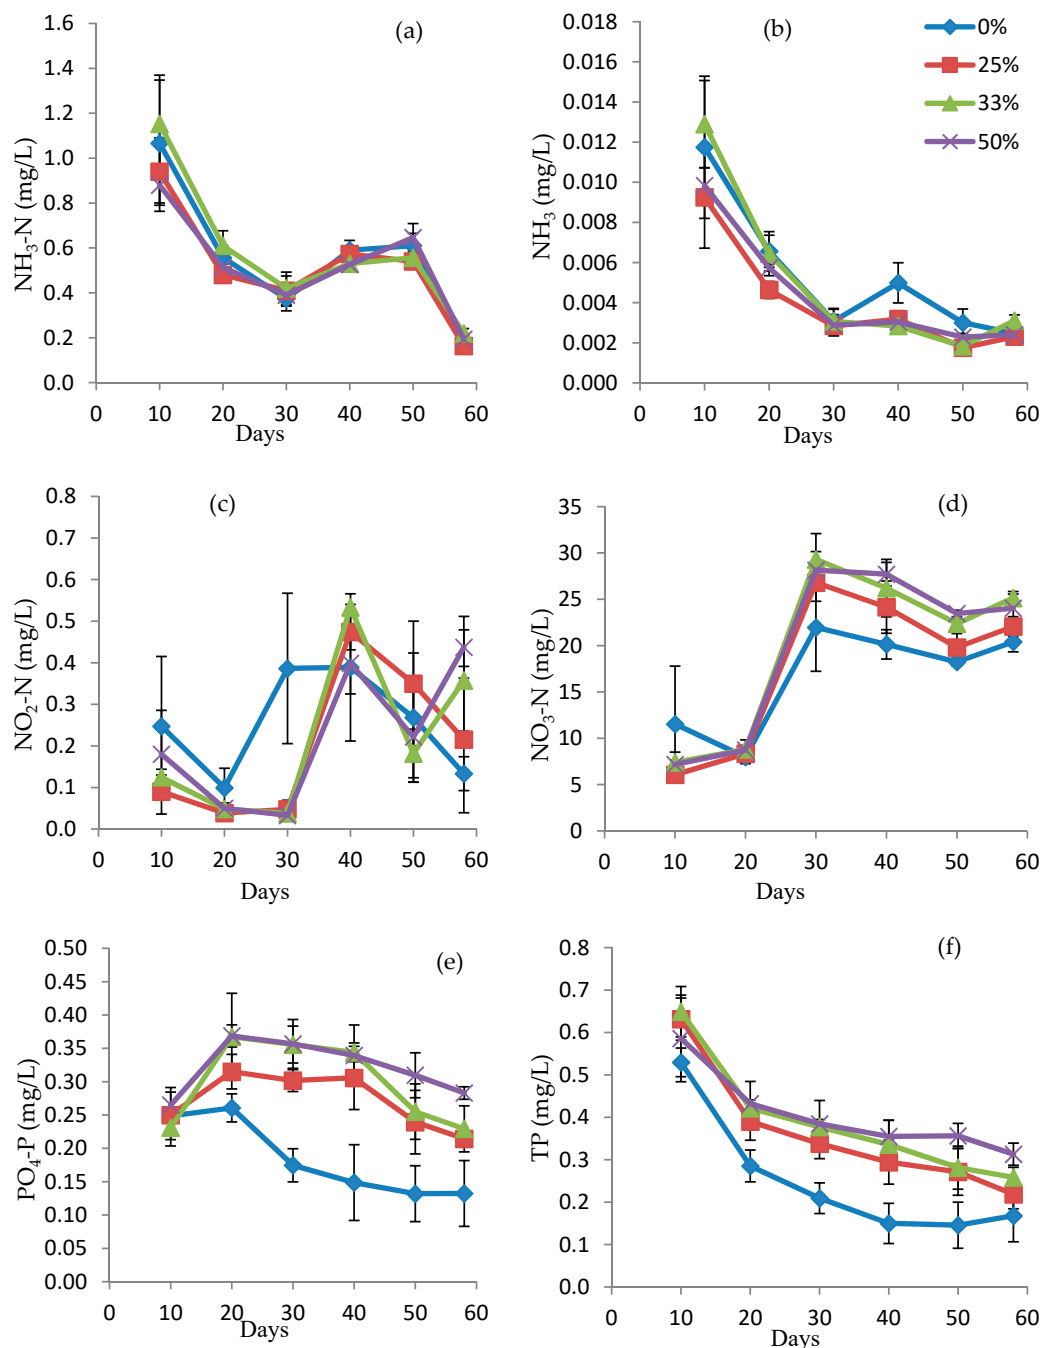 (a)
NH3-N (mg/L)
1.6
1.4
1.2
1.0
0.8
0.6
0.4
0.2
0.0
0 10 20 30 40 50 60
Days
(b)
0%
25%
33%
50%
NH3 (mg/L)
0.018
0.016
0.014
0.012
0.010
0.008
0.006
0.004
0.002
0.000
0 10 20 30 40 50 60
Days
(c)
NO2-N (mg/L)
0.8
0.7
0.6
0.5
0.4
0.3
0.2
0.1
0.0
0 10 20 30 40 50 60
Days
(d)
NO3-N (mg/L)
35
30
25
20
15
10
5
0
0 10 20 30 40 50 60
Days
(e)
PO4-P (mg/L)
0.50
0.45
0.40
0.35
0.30
0.25
0.20
0.15
0.10
0.05
0.00
0 10 20 30 40 50 60
Days
(f)
TP (mg/L)
0.8
0.7
0.6
0.5
0.4
0.3
0.2
0.1
0.0
0 10 20 30 40 50 60
Days